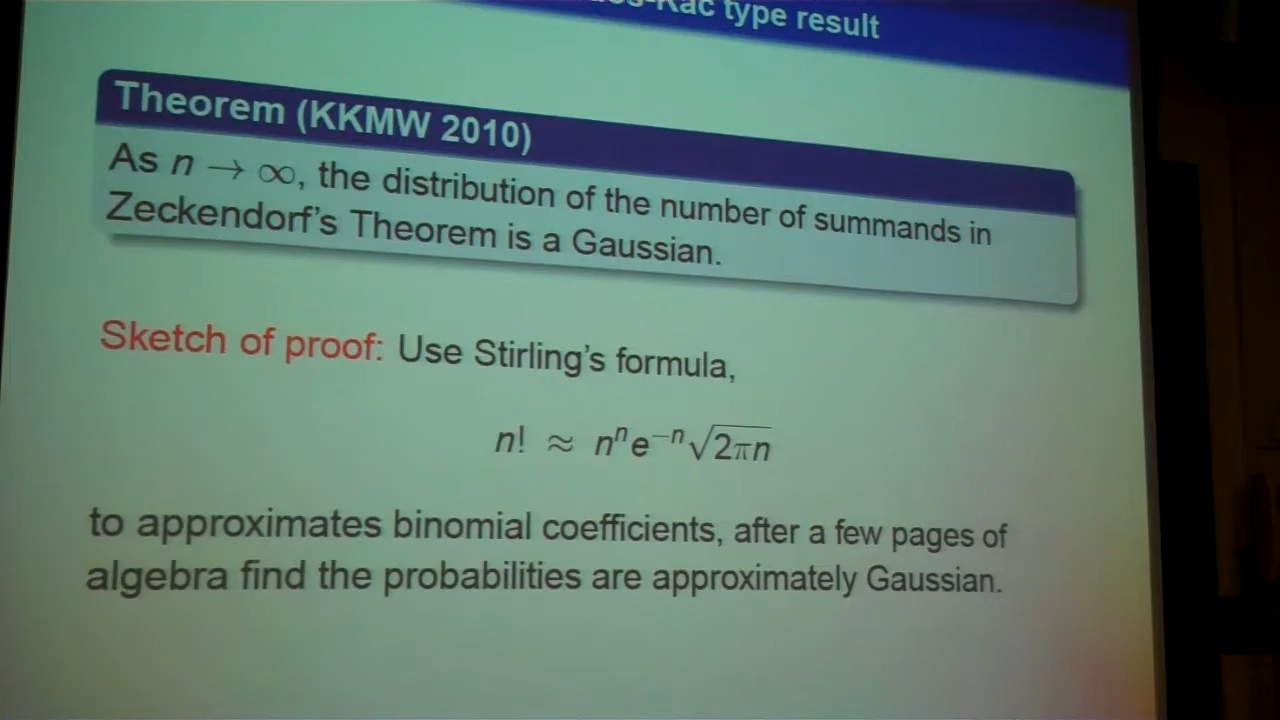 type result
Theorem (KKMW 2010)
As n → ∞, the distribution of the number of summands in
Zeckendorf's Theorem is a Gaussian.
Sketch of proof: Use Stirling's formula,
n! ≈ nⁿe⁻ⁿ√2πn
to approximates binomial coefficients, after a few pages of
algebra find the probabilities are approximately Gaussian.